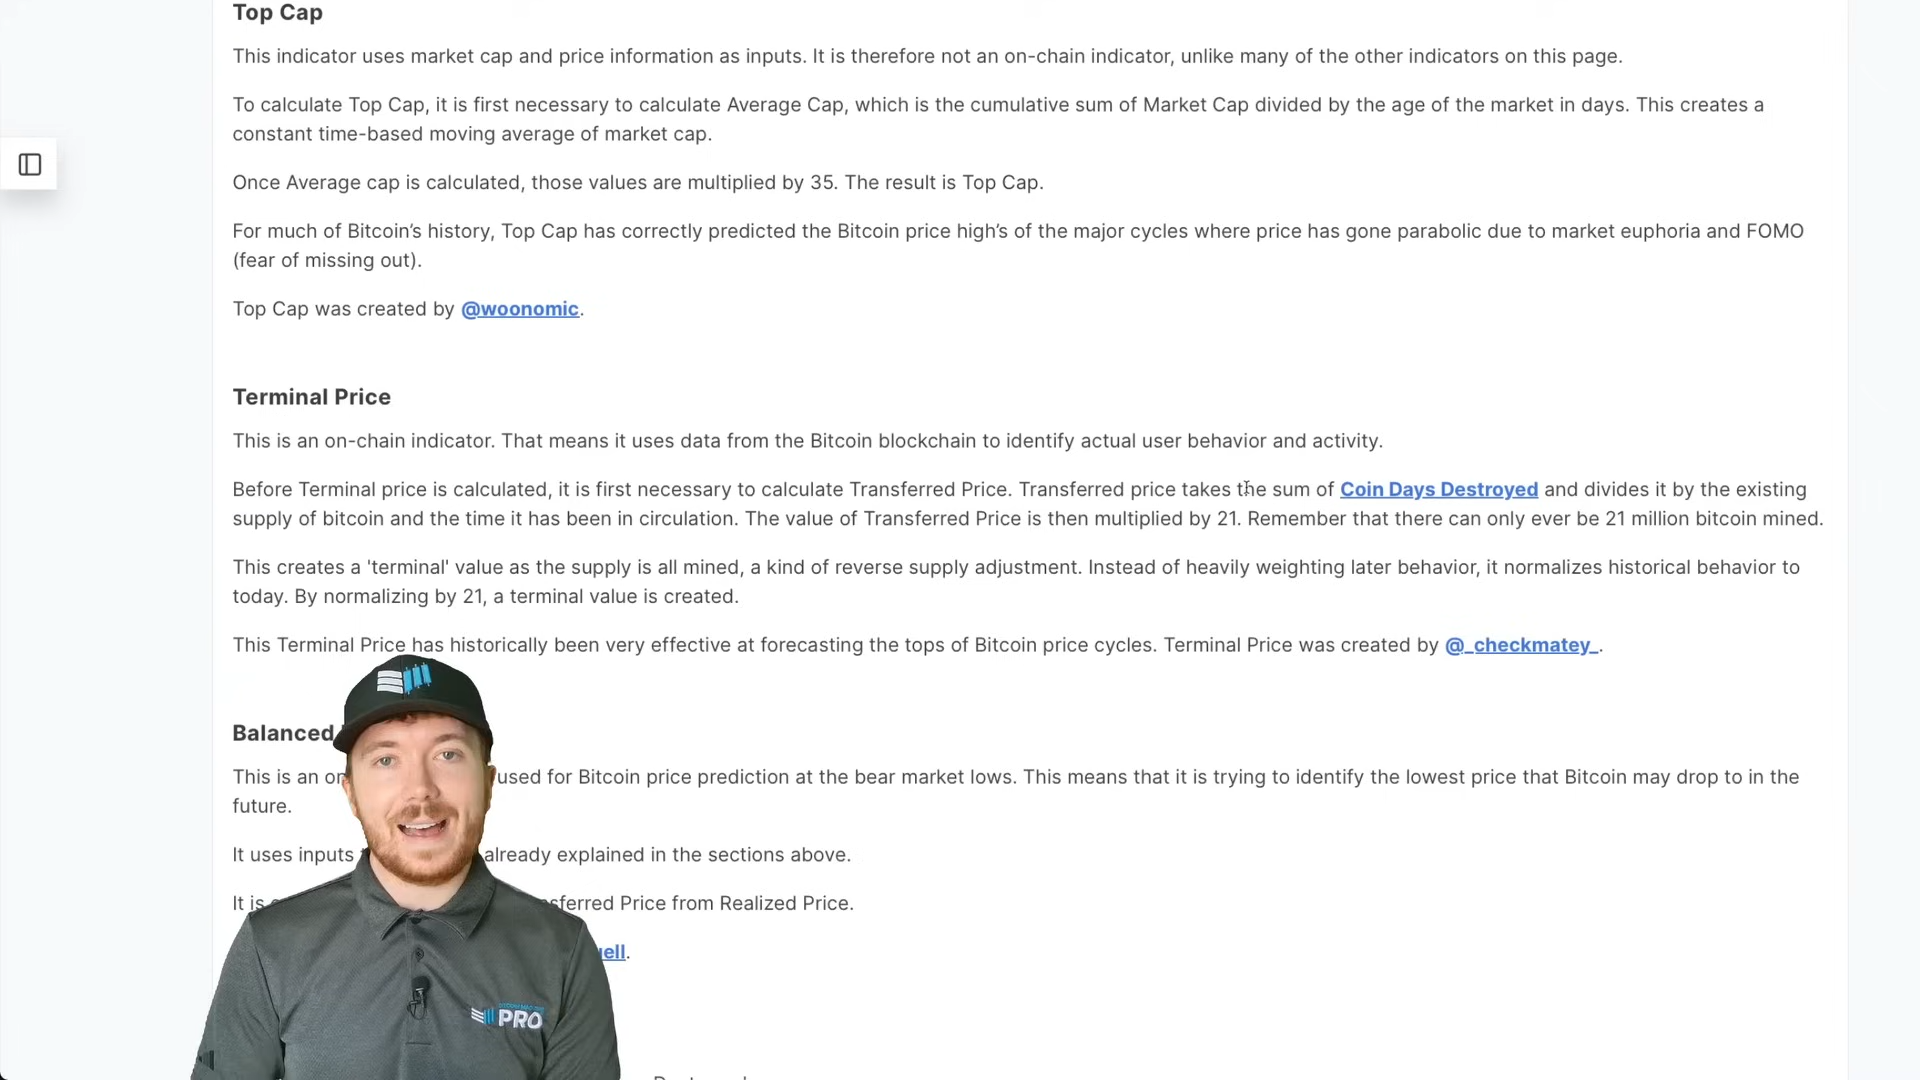 Top Cap
This indicator uses market cap and price information as inputs. It is therefore not an on-chain indicator, unlike many of the other indicators on this page.
To calculate Top Cap, it is first necessary to calculate Average Cap, which is the cumulative sum of Market Cap divided by the age of the market in days. This creates a
constant time-based moving average of market cap.
Once Average cap is calculated, those values are multiplied by 35. The result is Top Cap.
For much of Bitcoin’s history, Top Cap has correctly predicted the Bitcoin price high’s of the major cycles where price has gone parabolic due to market euphoria and FOMO
(fear of missing out).
Top Cap was created by @woonomic.
Terminal Price
This is an on-chain indicator. That means it uses data from the Bitcoin blockchain to identify actual user behavior and activity.
Before Terminal price is calculated, it is first necessary to calculate Transferred Price. Transferred price takes the sum of Coin Days Destroyed and divides it by the existing
supply of bitcoin and the time it has been in circulation. The value of Transferred Price is then multiplied by 21. Remember that there can only ever be 21 million bitcoin mined.
This creates a 'terminal' value as the supply is all mined, a kind of reverse supply adjustment. Instead of heavily weighting later behavior, it normalizes historical behavior to
today. By normalizing by 21, a terminal value is created.
This Terminal Price has historically been very effective at forecasting the tops of Bitcoin price cycles. Terminal Price was created by @_checkmatey_.
Balanced
This is an used for Bitcoin price prediction at the bear market lows. This means that it is trying to identify the lowest price that Bitcoin may drop to in the
future.
It uses inputs already explained in the sections above.
It is Price from Realized Price.
PRO